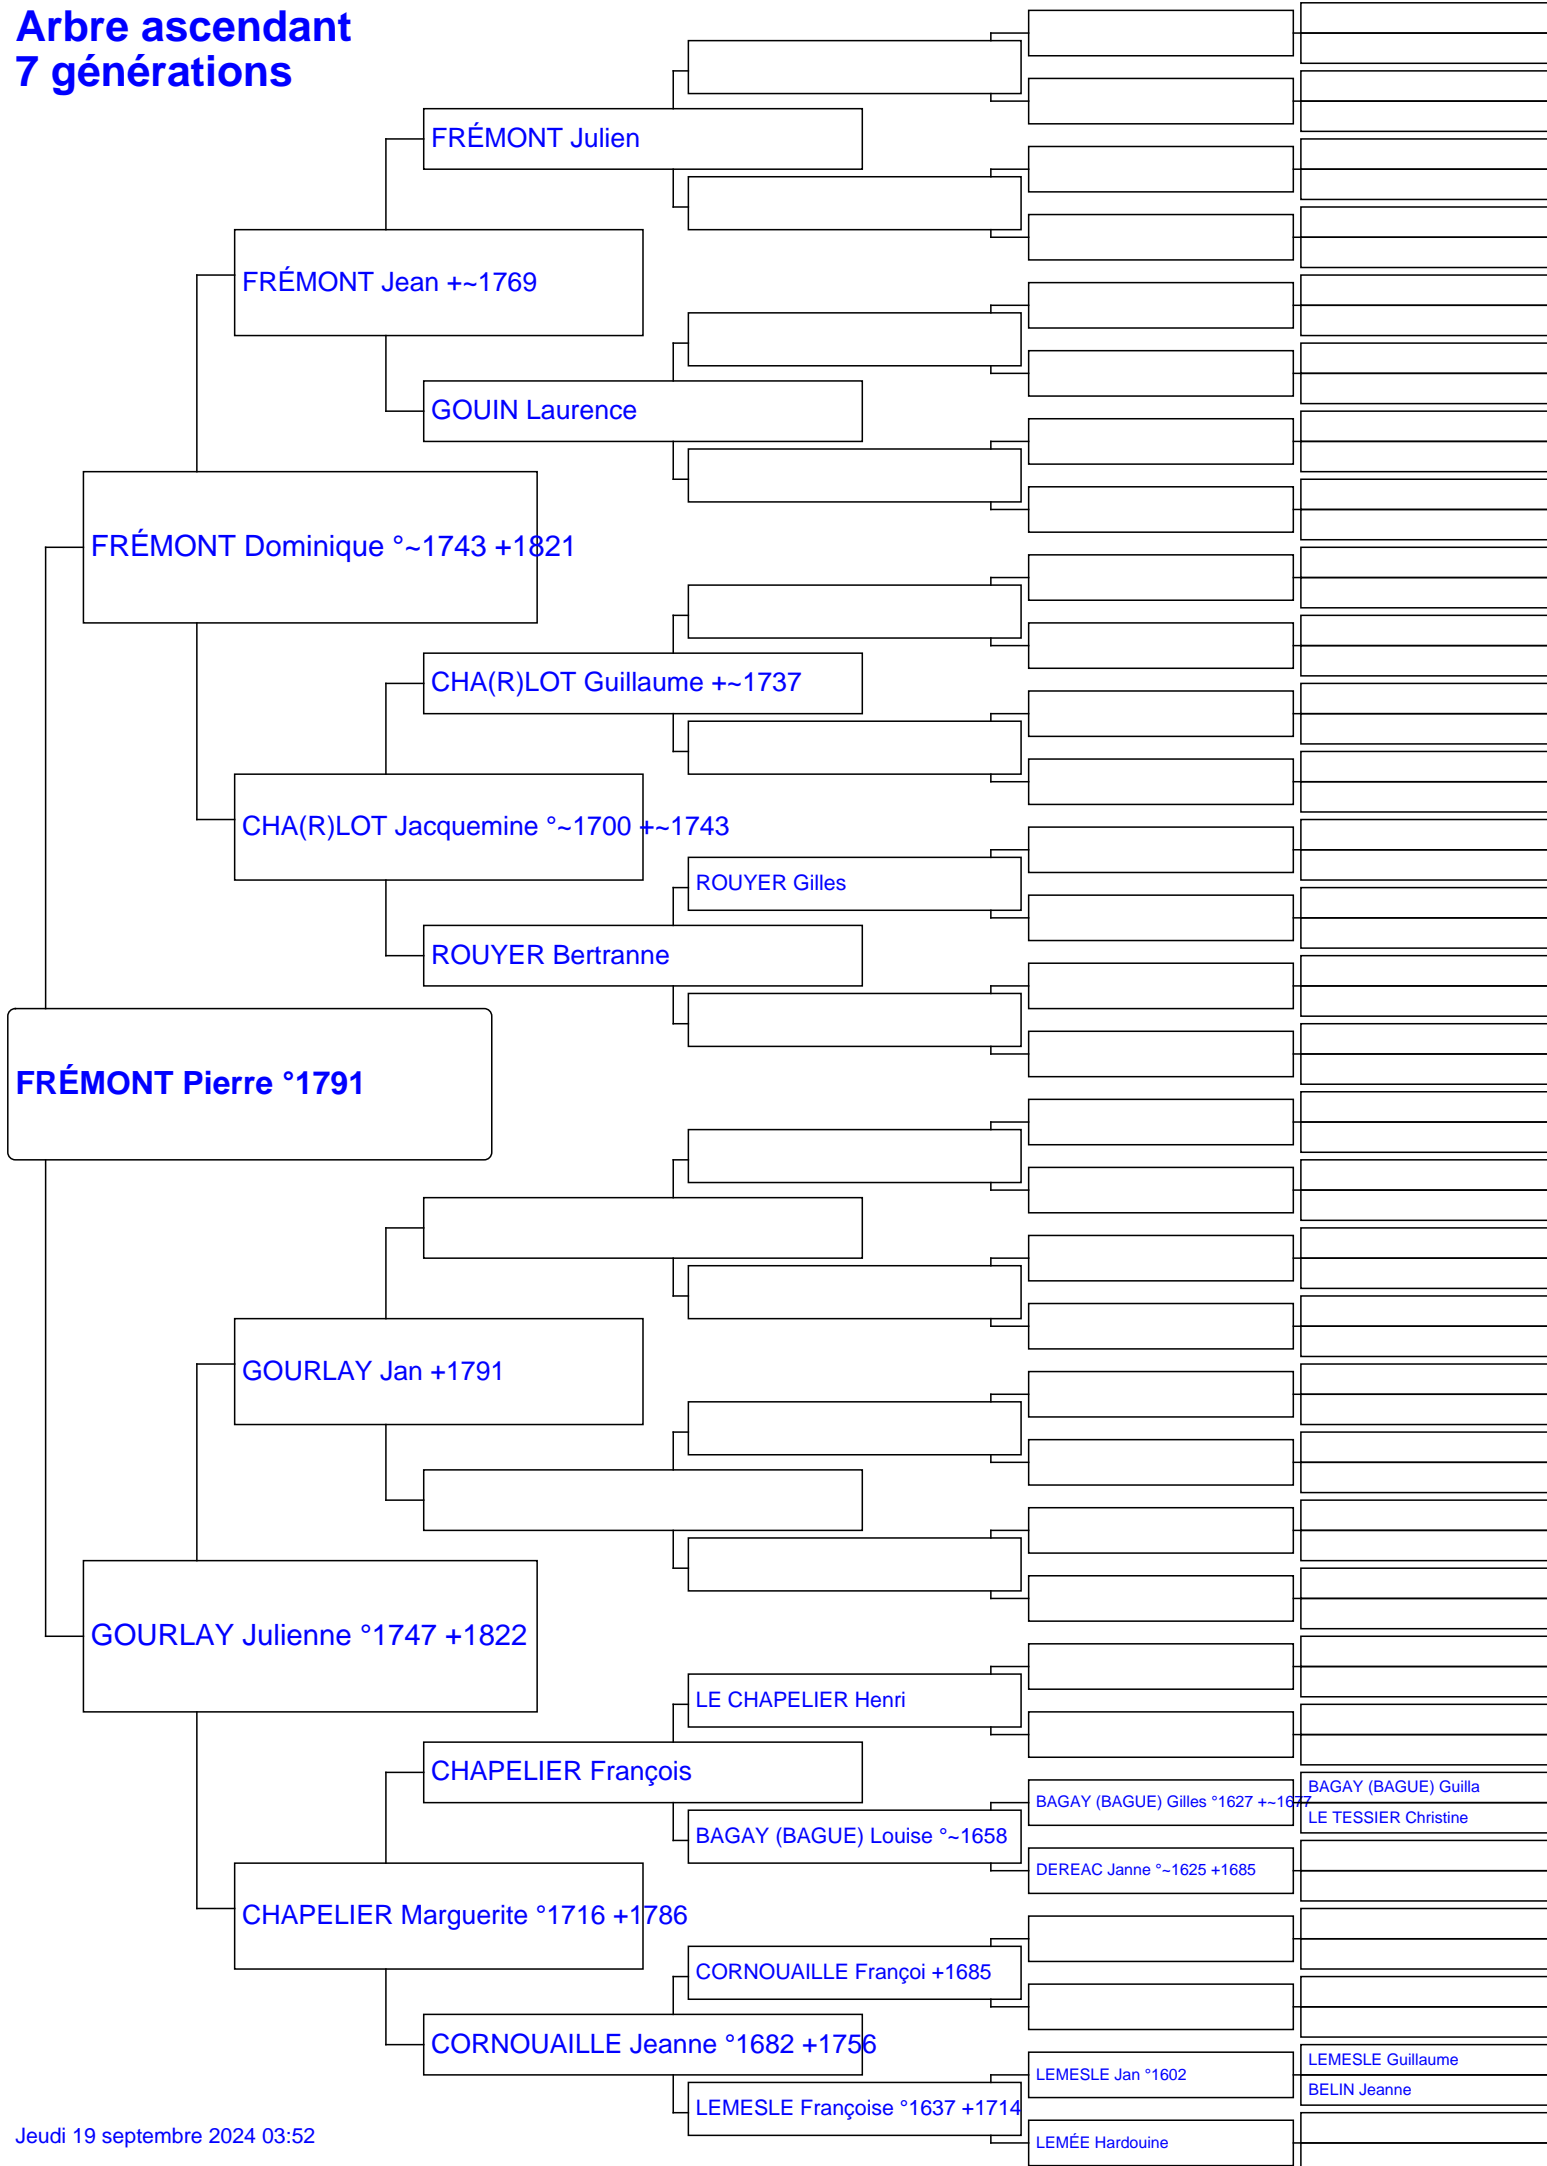 Arbre ascendant
7 générations
FRÉMONT Julien
FRÉMONT Jean +~1769
GOUIN Laurence
FRÉMONT Dominique °~1743 +1821
CHA(R)LOT Guillaume +~1737
CHA(R)LOT Jacquemine °~1700 +~1743
ROUYER Gilles
ROUYER Bertranne
FRÉMONT Pierre °1791
GOURLAY Jan +1791
GOURLAY Julienne °1747 +1822
LE CHAPELIER Henri
CHAPELIER François
BAGAY (BAGUE) Guilla
BAGAY (BAGUE) Gilles °1627 +~1677
LE TESSIER Christine
BAGAY (BAGUE) Louise °~1658
DEREAC Janne °~1625 +1685
CHAPELIER Marguerite °1716 +1786
CORNOUAILLE Françoi +1685
CORNOUAILLE Jeanne °1682 +1756
LEMESLE Guillaume
LEMESLE Jan °1602
BELIN Jeanne
LEMESLE Françoise °1637 +1714
LEMÉE Hardouine
Jeudi 19 septembre 2024 03:52